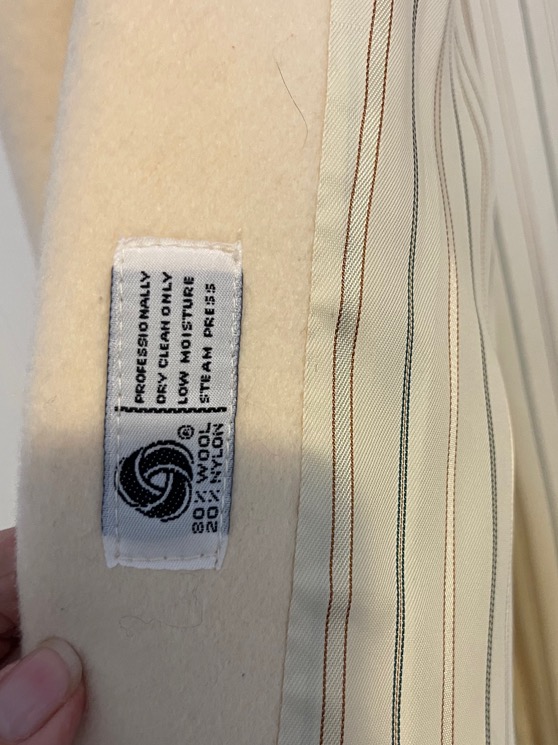 PROFESSIONALLY
DRY CLEAN ONLY
LOW MOISTURE
STEAM PRESS
®
80%% WOOL
20%% NYLON